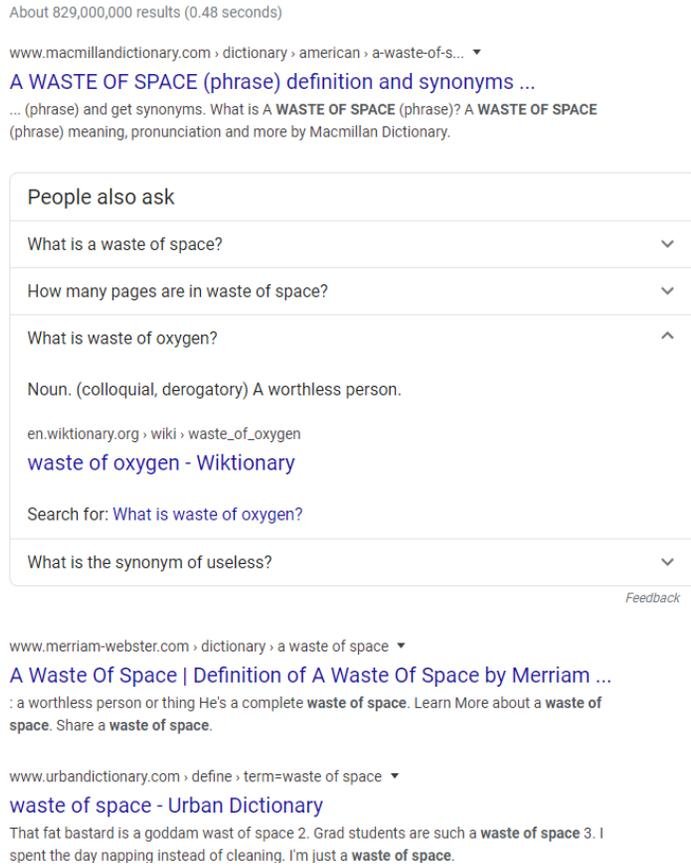 About 829,000,000 results (0.48 seconds)
www.macmillandictionary.com › dictionary › american › a-waste-of-s...
A WASTE OF SPACE (phrase) definition and synonyms ...
... (phrase) and get synonyms. What is A WASTE OF SPACE (phrase)? A WASTE OF SPACE
(phrase) meaning, pronunciation and more by Macmillan Dictionary.
People also ask
What is a waste of space?
How many pages are in waste of space?
What is waste of oxygen?
Noun. (colloquial, derogatory) A worthless person.
en.wiktionary.org › wiki › waste_of_oxygen
waste of oxygen - Wiktionary
Search for: What is waste of oxygen?
What is the synonym of useless?
Feedback
www.merriam-webster.com › dictionary › a waste of space
A Waste Of Space | Definition of A Waste Of Space by Merriam ...
: a worthless person or thing He's a complete waste of space. Learn More about a waste of
space. Share a waste of space.
www.urbandictionary.com › define › term=waste of space
waste of space - Urban Dictionary
That fat bastard is a goddam wast of space 2. Grad students are such a waste of space 3. I
spent the day napping instead of cleaning. I'm just a waste of space.